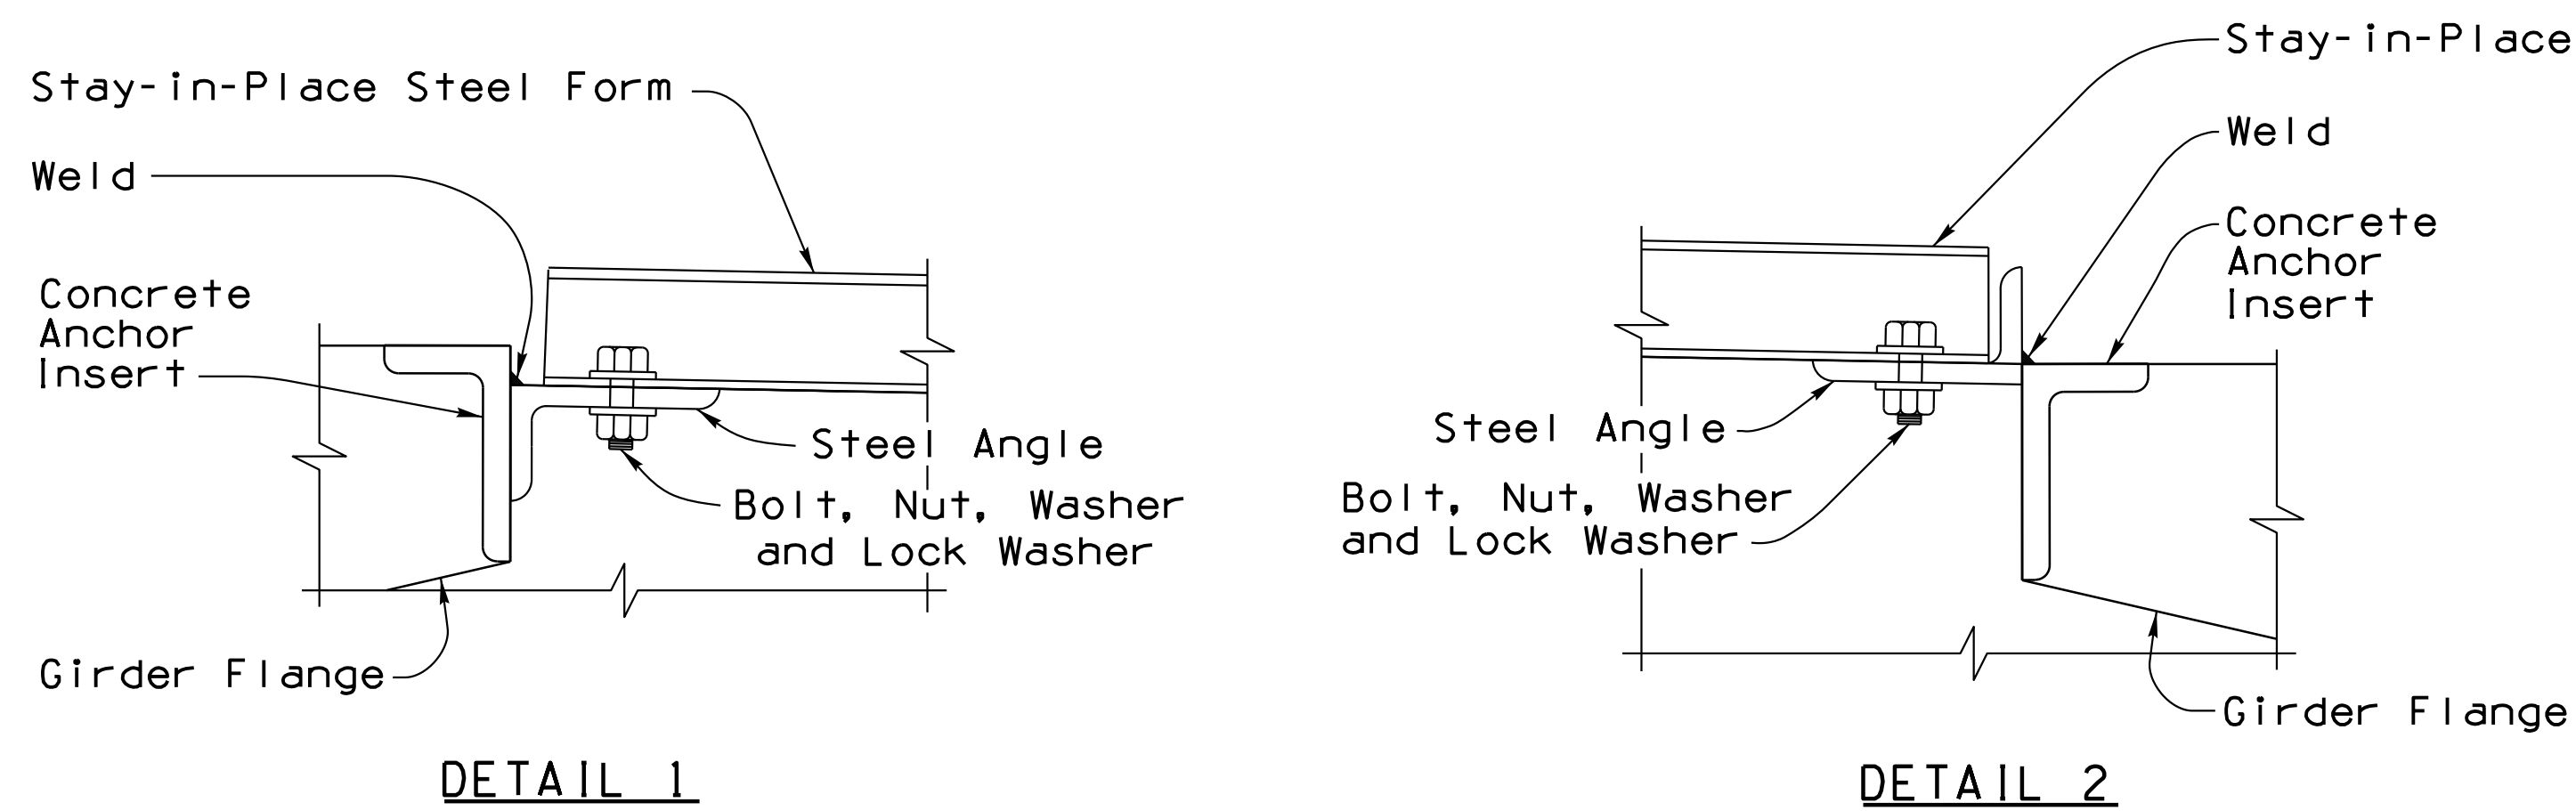 Stay-in-Place Steel Form
Weld
Concrete
Anchor
Insert
Steel Angle
Bolt, Nut, Washer
and Lock Washer
Girder Flange
DETAIL 1
Stay-in-Place
Weld
Concrete
Anchor
Insert
Steel Angle
Bolt, Nut, Washer
and Lock Washer
Girder Flange
DETAIL 2